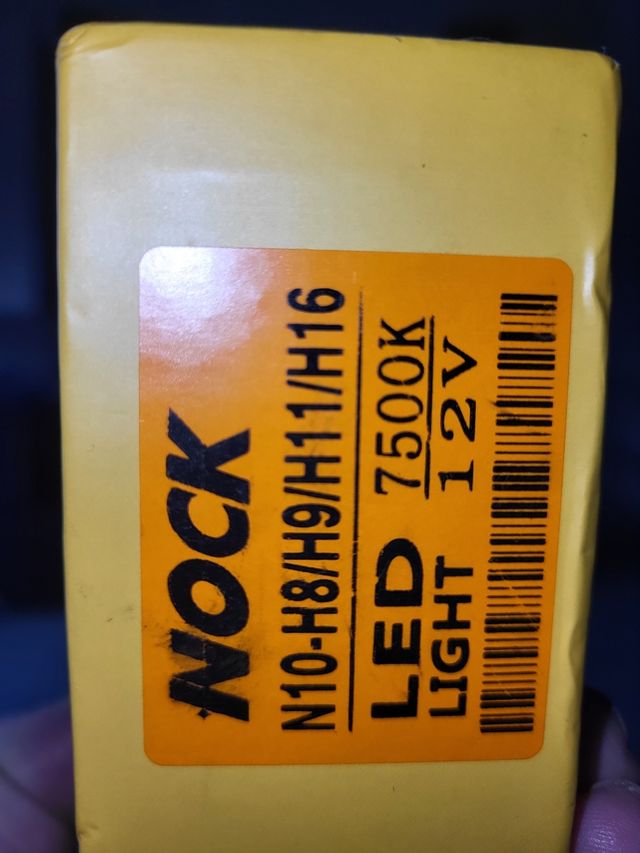 NOCK
N10-H8/H9/H11/H16
LED 7500K
LIGHT 12V